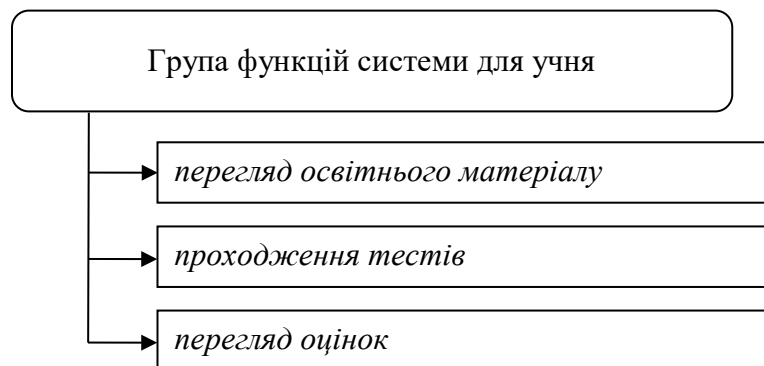 Група функцій системи для учня
перегляд освітнього матеріалу
проходження тестів
перегляд оцінок